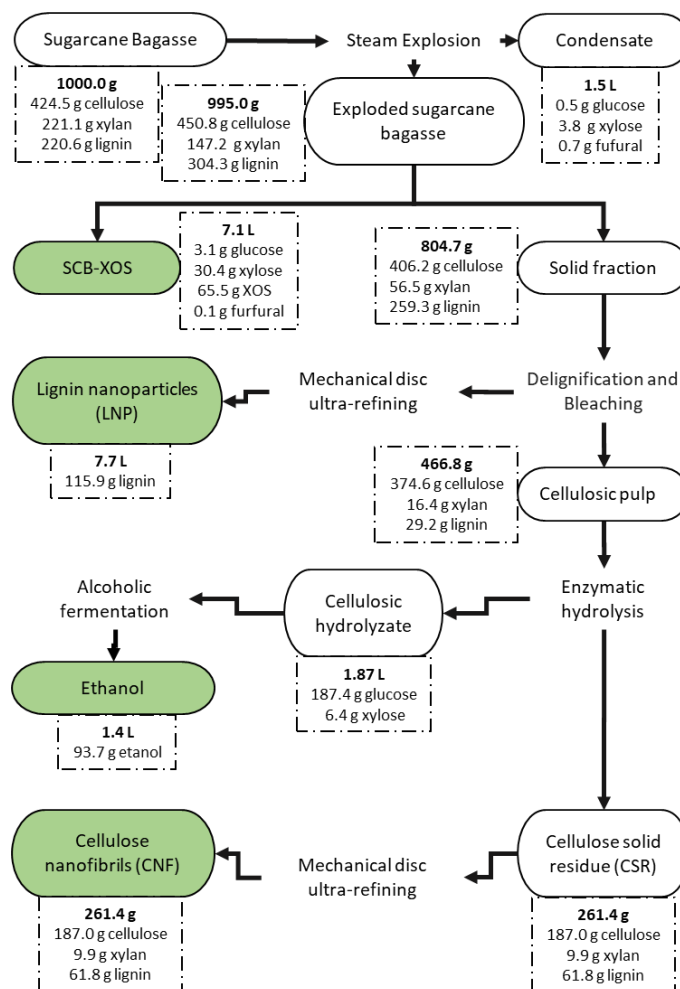 Sugarcane Bagasse
Steam Explosion
Condensate
1000.0 g
424.5 g cellulose
221.1 g xylan
220.6 g lignin
995.0 g
450.8 g cellulose
147.2 g xylan
304.3 g lignin
Exploded sugarcane
bagasse
1.5 L
0.5 g glucose
3.8 g xylose
0.7 g fufural
SCB-XOS
7.1 L
3.1 g glucose
30.4 g xylose
65.5 g XOS
0.1 g furfural
804.7 g
406.2 g cellulose
56.5 g xylan
259.3 g lignin
Solid fraction
Lignin nanoparticles
(LNP)
Mechanical disc
ultra-refining
Delignification and
Bleaching
7.7 L
115.9 g lignin
466.8 g
374.6 g cellulose
16.4 g xylan
29.2 g lignin
Cellulosic pulp
Alcoholic
fermentation
Cellulosic
hydrolyzate
Enzymatic
hydrolysis
1.87 L
187.4 g glucose
6.4 g xylose
Ethanol
1.4 L
93.7 g etanol
Cellulose
nanofibrils (CNF)
Mechanical disc
ultra-refining
Cellulose solid
residue (CSR)
261.4 g
187.0 g cellulose
9.9 g xylan
61.8 g lignin
261.4 g
187.0 g cellulose
9.9 g xylan
61.8 g lignin